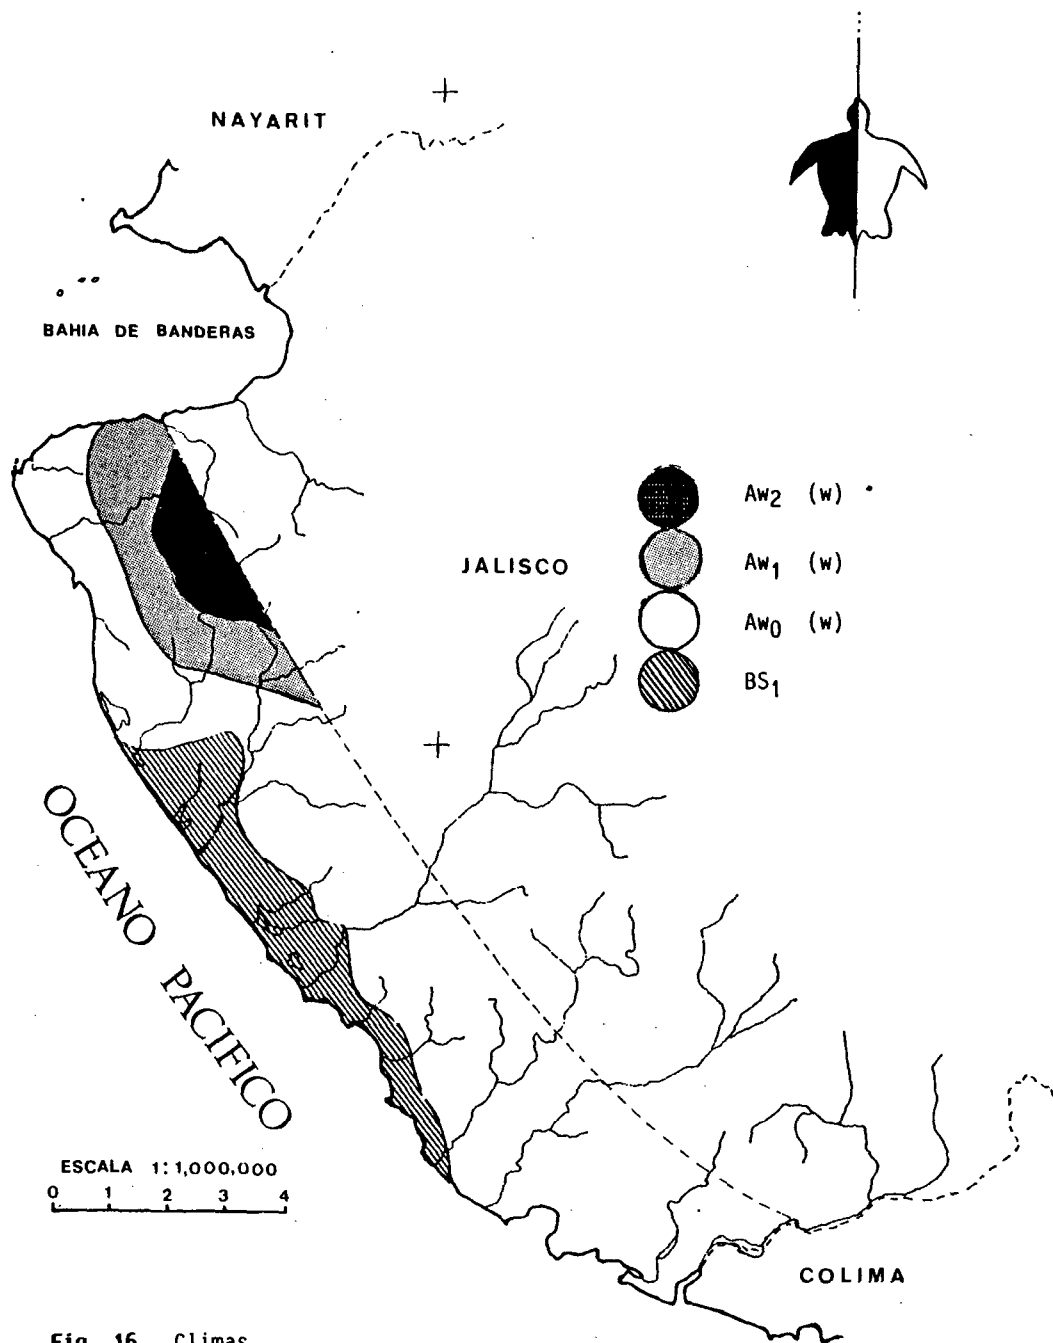 NAYARIT
BAHIA DE BANDERAS
JALISCO
Aw2 (w)
Aw1 (w)
Aw0 (w)
BS1
OCEANO PACIFICO
ESCALA 1:1,000,000
0 1 2 3 4
COLIMA
Fig. 16 Climas